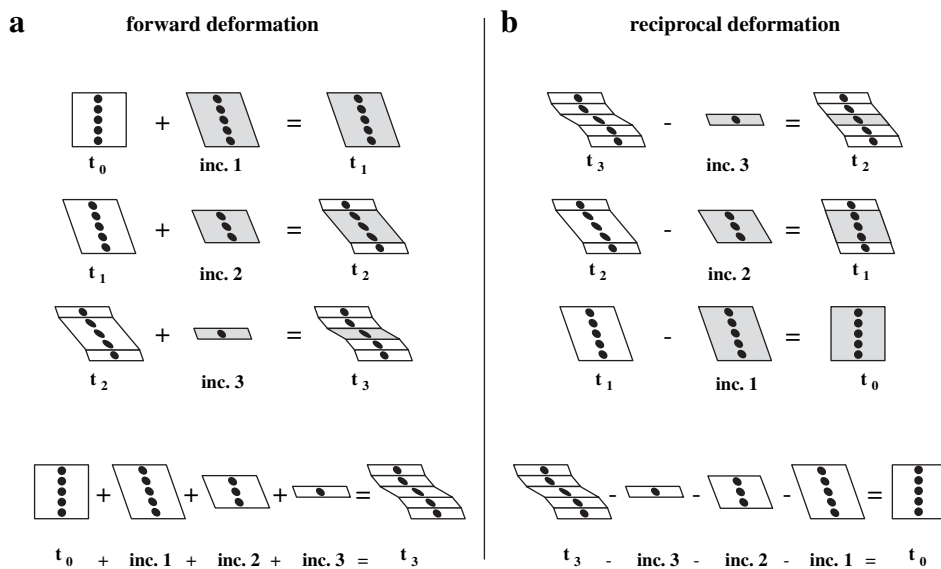 a forward deformation
+ =
t 0 inc. 1 t 1
+ =
t 1 inc. 2 t 2
+ =
t 2 inc. 3 t 3
+ + + =
t 0 + inc. 1 + inc. 2 + inc. 3 = t 3
b reciprocal deformation
- =
t 3 inc. 3 t 2
- =
t 2 inc. 2 t 1
- =
t 1 inc. 1 t 0
- - - =
t 3 - inc. 3 - inc. 2 - inc. 1 = t 0